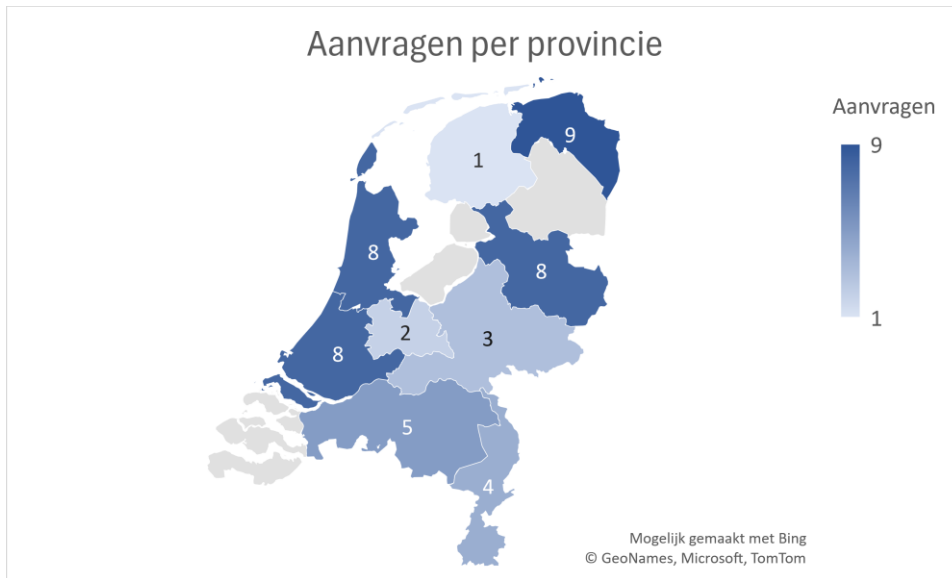 Aanvragen per provincie
Aanvragen
9
1
9
1
8
8
2
3
8
5
4
Mogelijk gemaakt met Bing
© GeoNames, Microsoft, TomTom